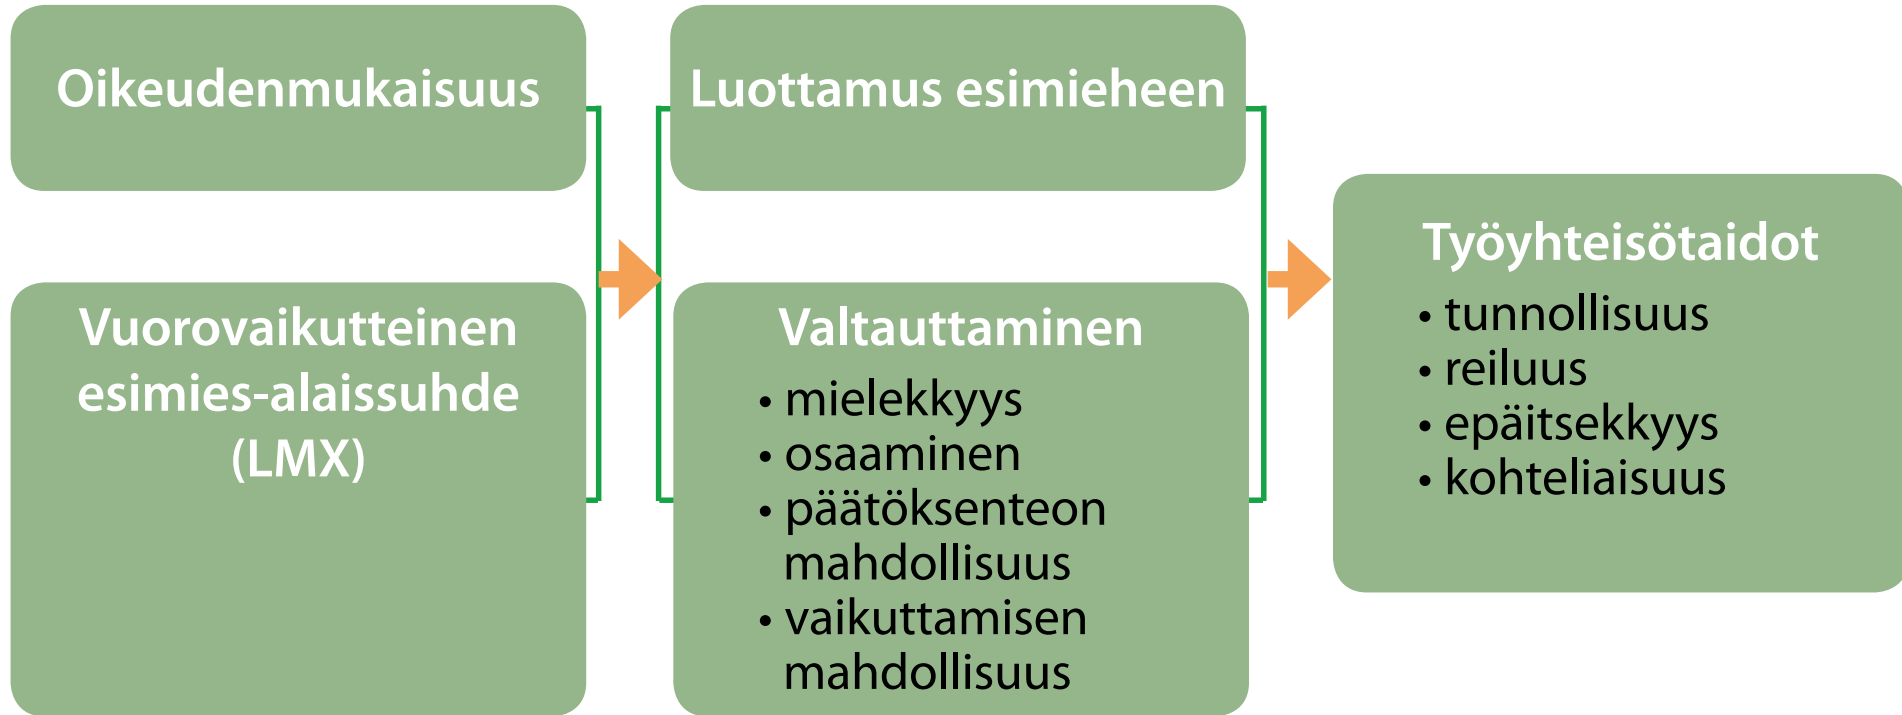 Oikeudenmukaisuus
Vuorovaikutteinen
esimies-alaissuhde
(LMX)
Luottamus esimieheen
Valtauttaminen
• mielekkyys
• osaaminen
• päätöksenteon
mahdollisuus
• vaikuttamisen
mahdollisuus
Työyhteisötaidot
• tunnollisuus
• reiluus
• epäitsekkyys
• kohteliaisuus